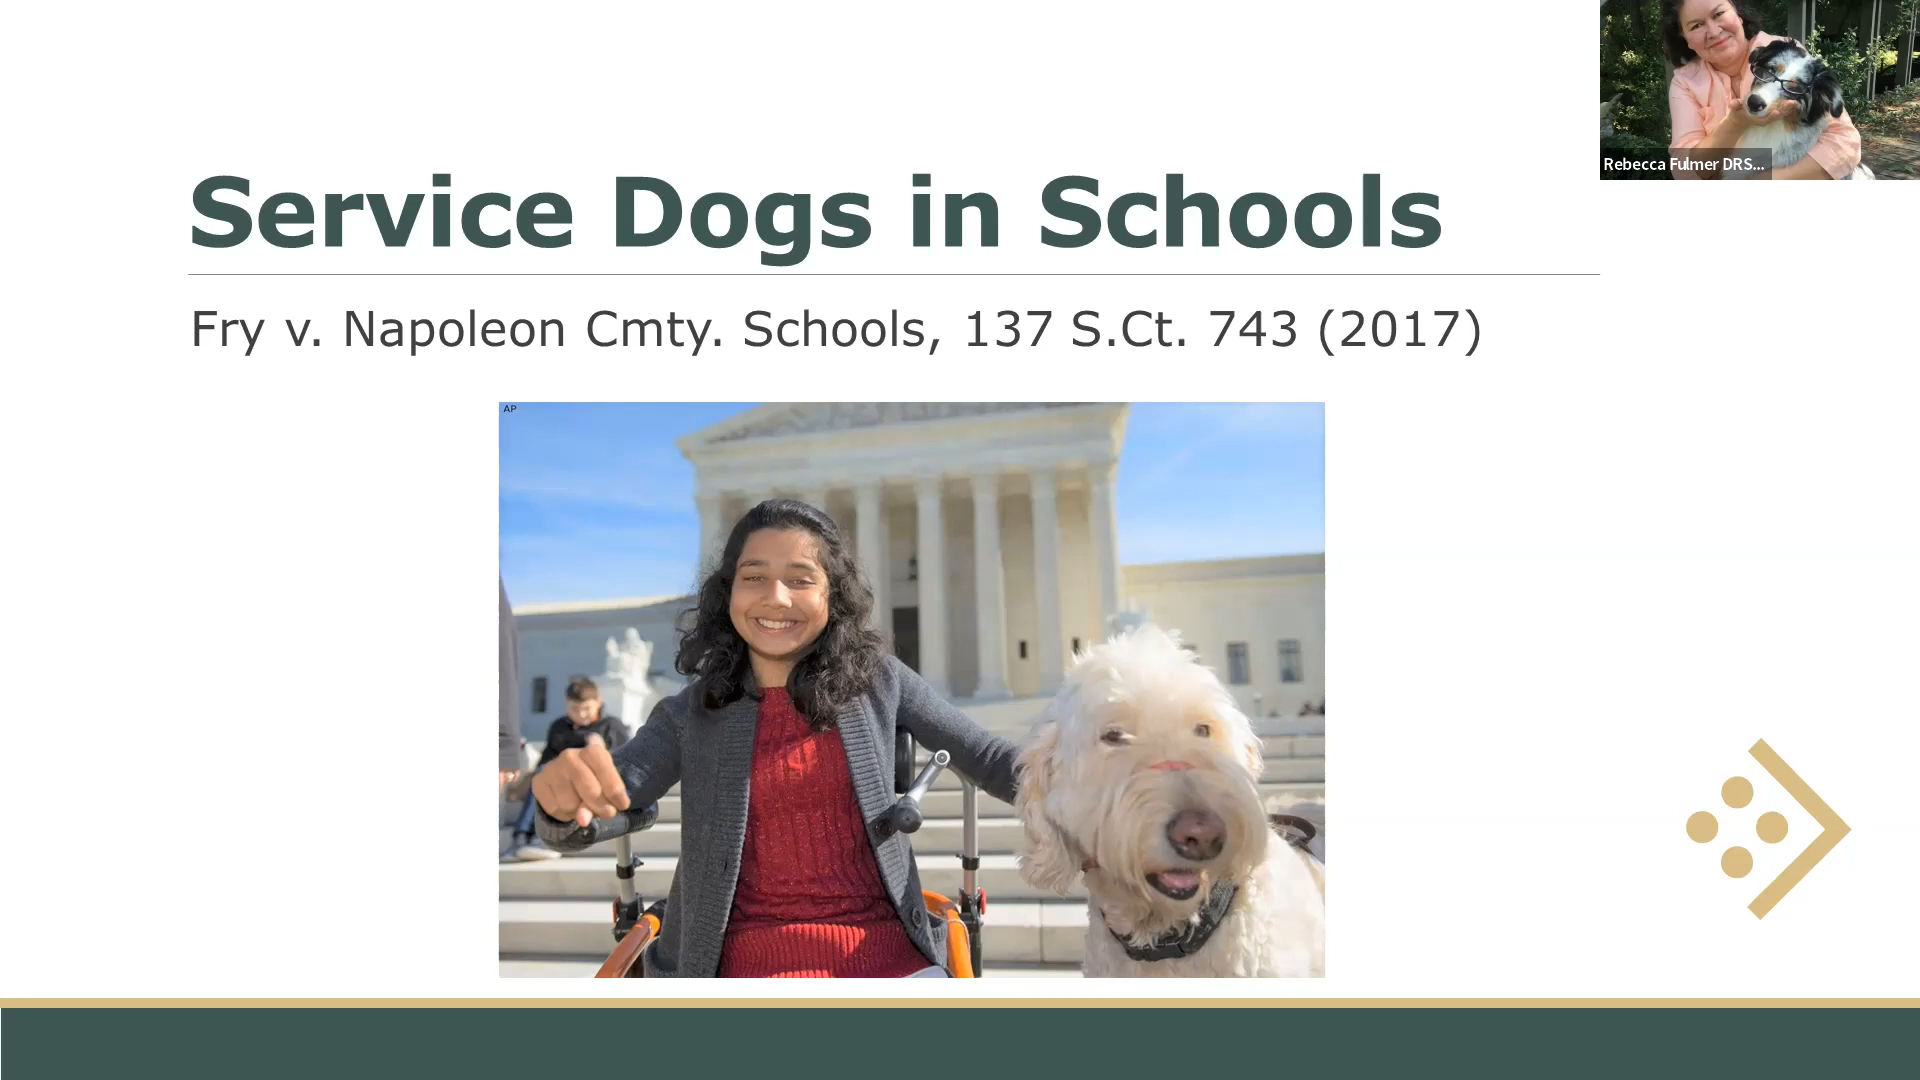 Rebecca Fulmer DRS...
Service Dogs in Schools
Fry v. Napoleon Cmty. Schools, 137 S.Ct. 743 (2017)
AP